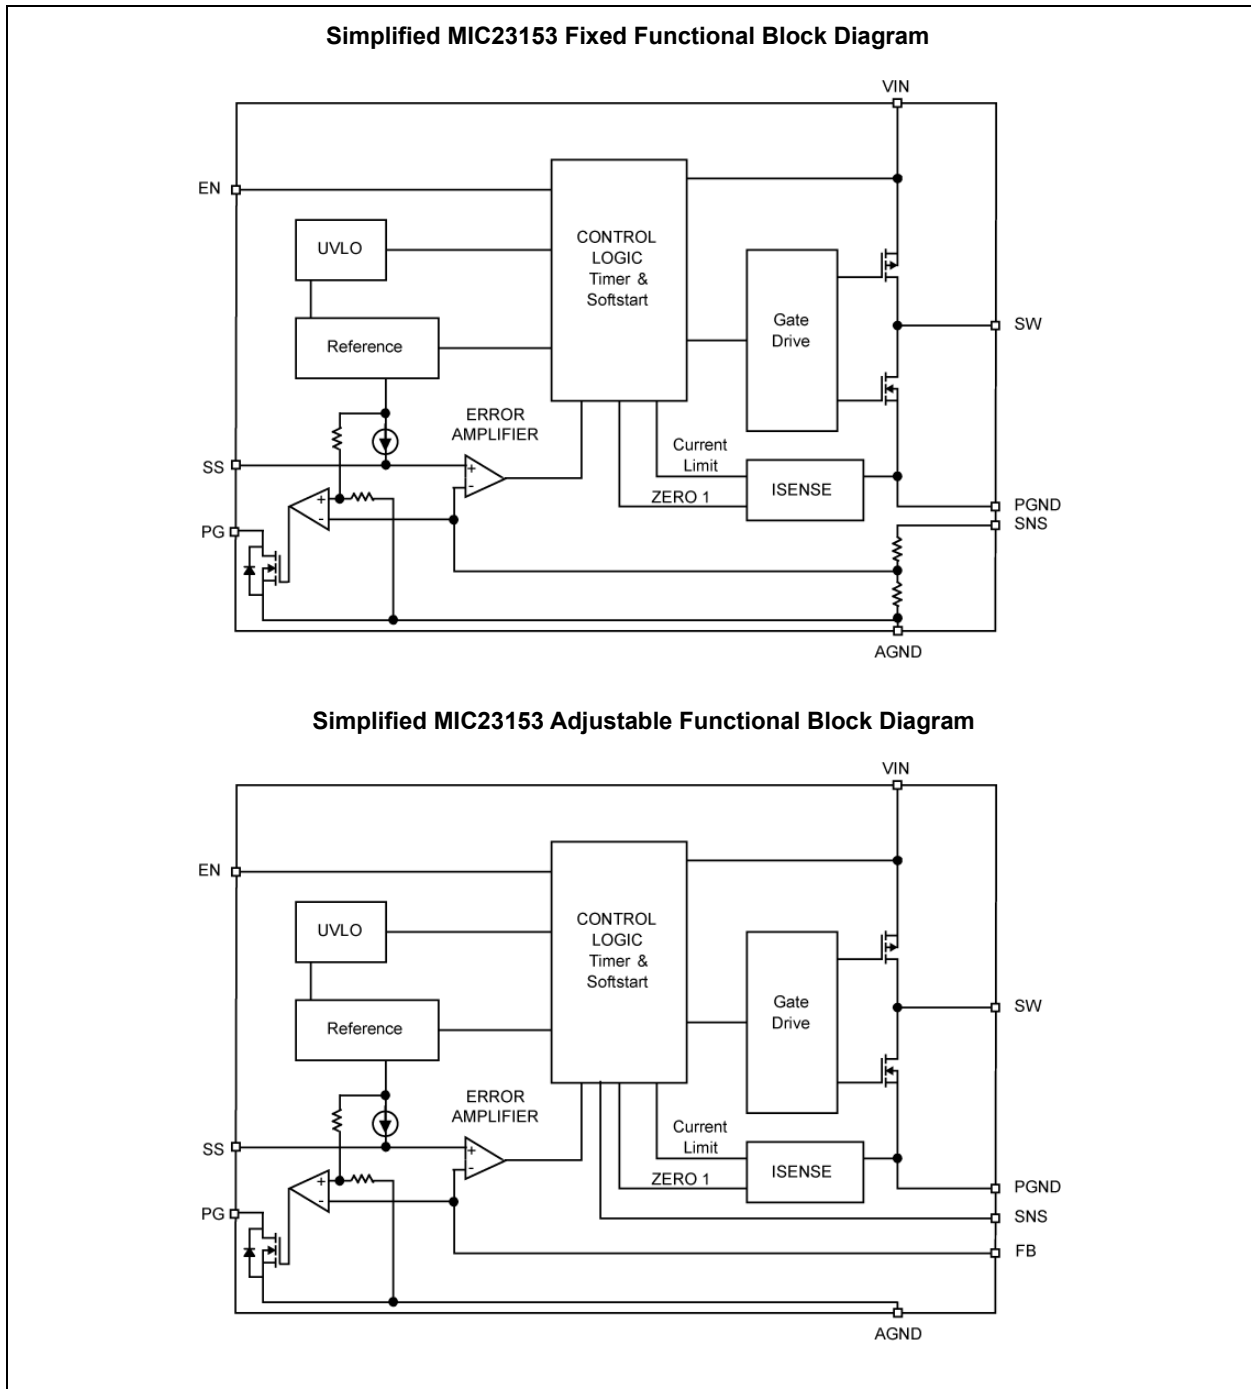 Simplified MIC23153 Fixed Functional Block Diagram
VIN
EN
UVLO
CONTROL
LOGIC
Timer &
Softstart
Gate
Drive
SW
Reference
ERROR
AMPLIFIER
Current
Limit
SS
+
-
ISENSE
ZERO 1
+
-
PGND
SNS
PG
AGND
Simplified MIC23153 Adjustable Functional Block Diagram
VIN
EN
UVLO
CONTROL
LOGIC
Timer &
Softstart
Gate
Drive
SW
Reference
ERROR
AMPLIFIER
Current
Limit
SS
+
-
ISENSE
ZERO 1
+
-
PGND
SNS
PG
FB
AGND